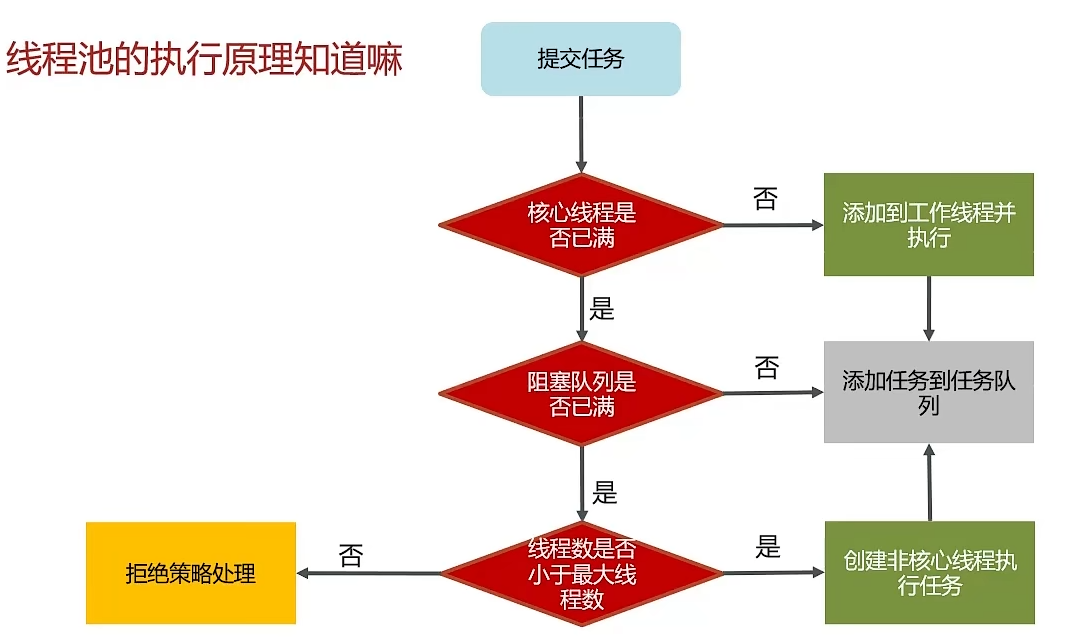 线程池的执行原理知道嘛
提交任务
核心线程是
否已满
否
添加到工作线程并
执行
是
阻塞队列是
否已满
否
添加任务到任务队
列
是
线程数是否
小于最大线
程数
是
创建非核心线程执
行任务
否
拒绝策略处理